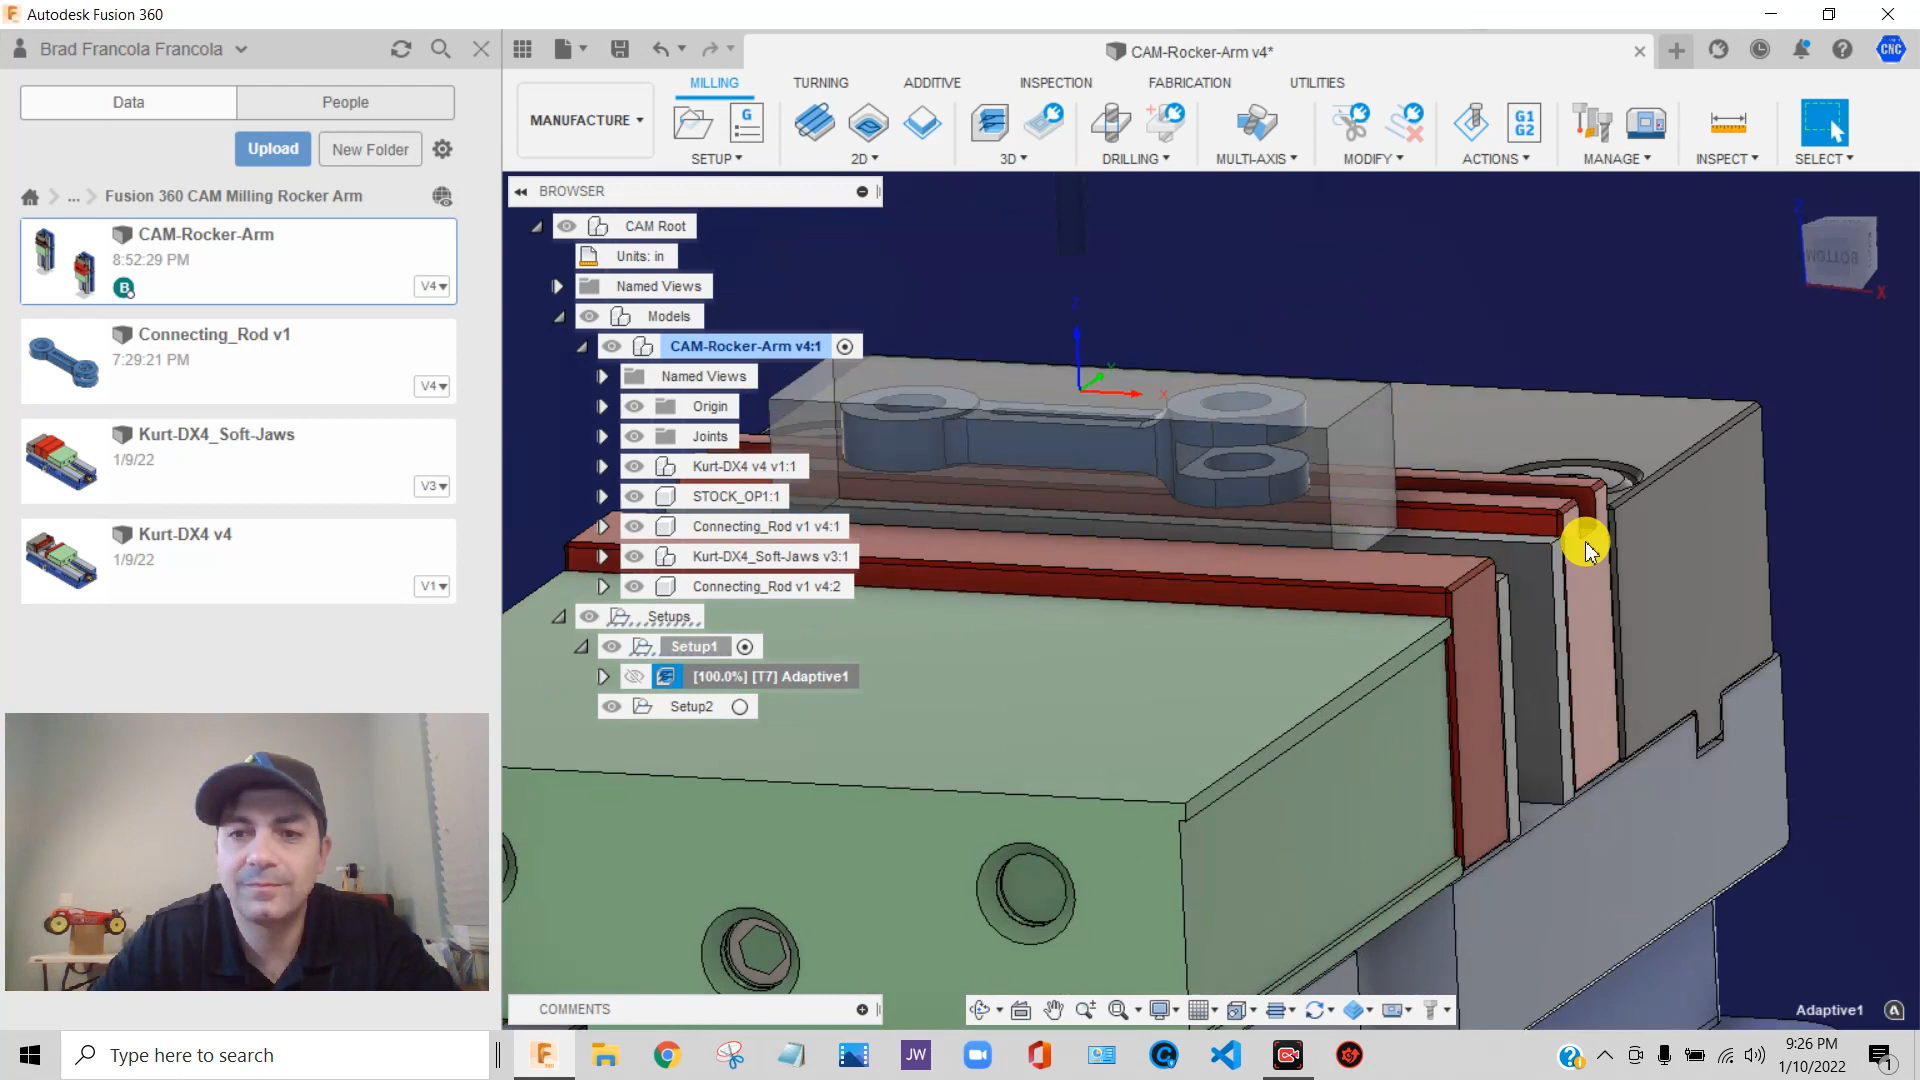 Autodesk Fusion 360
Brad Francola Francola
CAM-Rocker-Arm v4*
CNC
Data
People
MILLING
TURNING
ADDITIVE
INSPECTION
FABRICATION
UTILITIES
MANUFACTURE
G
G1
G2
Upload
New Folder
SETUP
2D
3D
DRILLING
MULTI-AXIS
MODIFY
ACTIONS
MANAGE
INSPECT
SELECT
... Fusion 360 CAM Milling Rocker Arm
BROWSER
CAM-Rocker-Arm
8:52:29 PM
B
V4
Connecting_Rod v1
7:29:21 PM
V4
Kurt-DX4_Soft-Jaws
1/9/22
V3
Kurt-DX4 v4
1/9/22
V1
CAM Root
Units: in
Named Views
Models
CAM-Rocker-Arm v4:1
Named Views
Origin
Joints
Kurt-DX4 v4 v1:1
STOCK_OP1:1
Connecting_Rod v1 v4:1
Kurt-DX4_Soft-Jaws v3:1
Connecting_Rod v1 v4:2
Setups
Setup1
[100.0%] [T7] Adaptive1
Setup2
Z
Y
X
Z
BOTTOM
X
COMMENTS
Adaptive1
Type here to search
JW
9:26 PM
1/10/2022
1